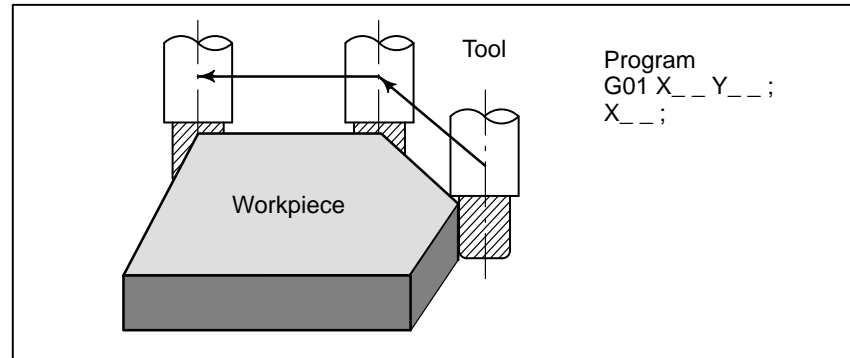 Tool
Program
G01 X_ _ Y_ _ ;
X_ _ ;
Workpiece